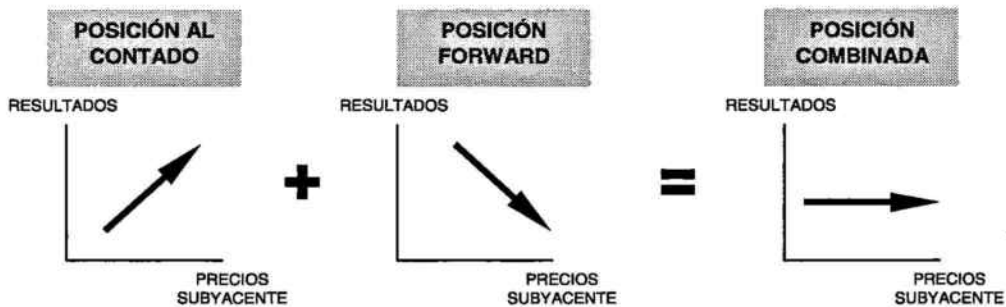 POSICIÓN AL
CONTADO
POSICIÓN
FORWARD
POSICIÓN
COMBINADA
RESULTADOS
RESULTADOS
RESULTADOS
+
=
PRECIOS
SUBYACENTE
PRECIOS
SUBYACENTE
PRECIOS
SUBYACENTE